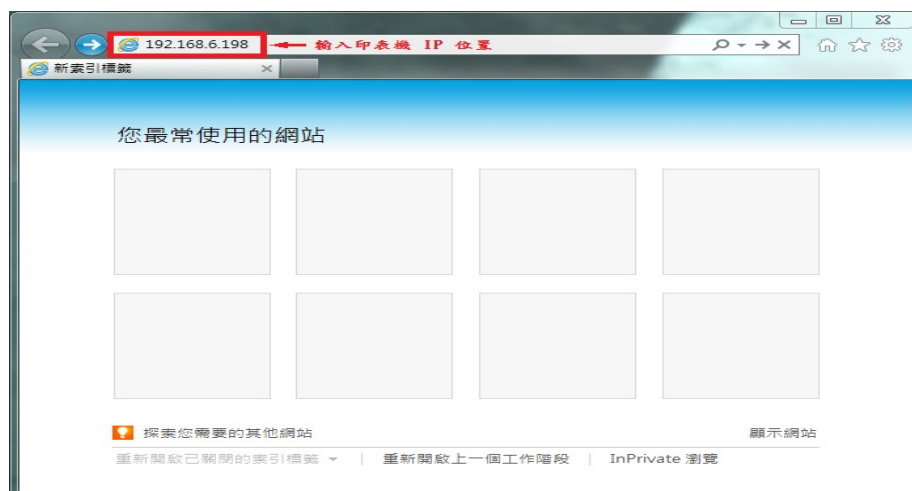 192.168.6.198 輸入印表機 IP 位置
新索引標籤
您最常使用的網站
探索您需要的其他網站 顯示網站
重新開啟已關閉的索引標籤 | 重新開啟上一個工作階段 | InPrivate 瀏覽